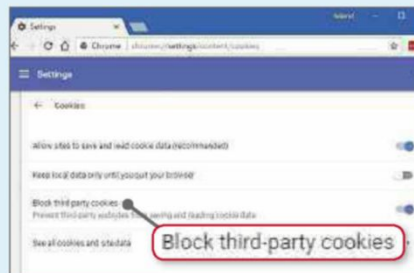 Settings
Chrome | chrome://settings/content/cookies
Settings
Cookies
Allow sites to save and read cookie data (recommended)
Keep local data only until you quit your browser
Block third-party cookies
Prevent third-party websites from saving and reading cookie data
See all cookies and site data
Block third-party cookies